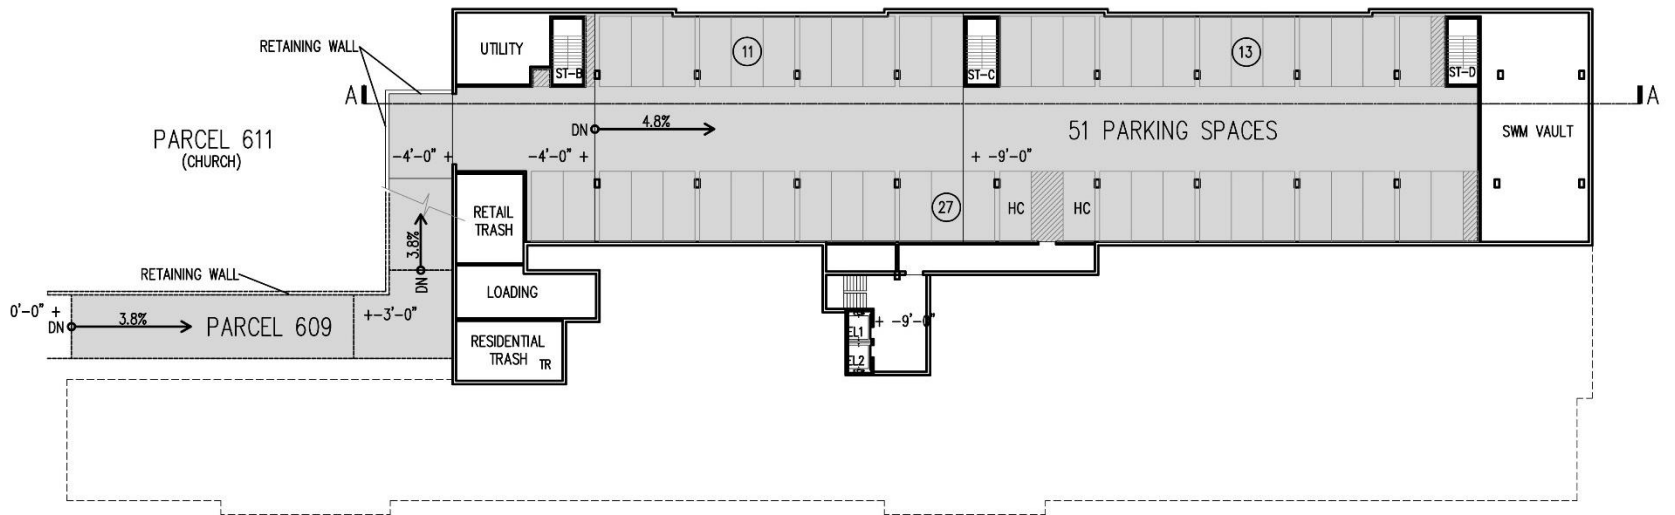 RETAINING WALL
UTILITY
ST-B
11
ST-C
13
ST-D
A
A
PARCEL 611
(CHURCH)
-4'-0" +
DN
4.8%
-4'-0" +
51 PARKING SPACES
+ -9'-0"
SWM VAULT
RETAIL
TRASH
27
HC
HC
3.8%
DN
RETAINING WALL
LOADING
0'-0" +
DN
3.8%
PARCEL 609
+-3'-0"
RESIDENTIAL
TRASH
TR
EL1
EL2
+ -9'-0"